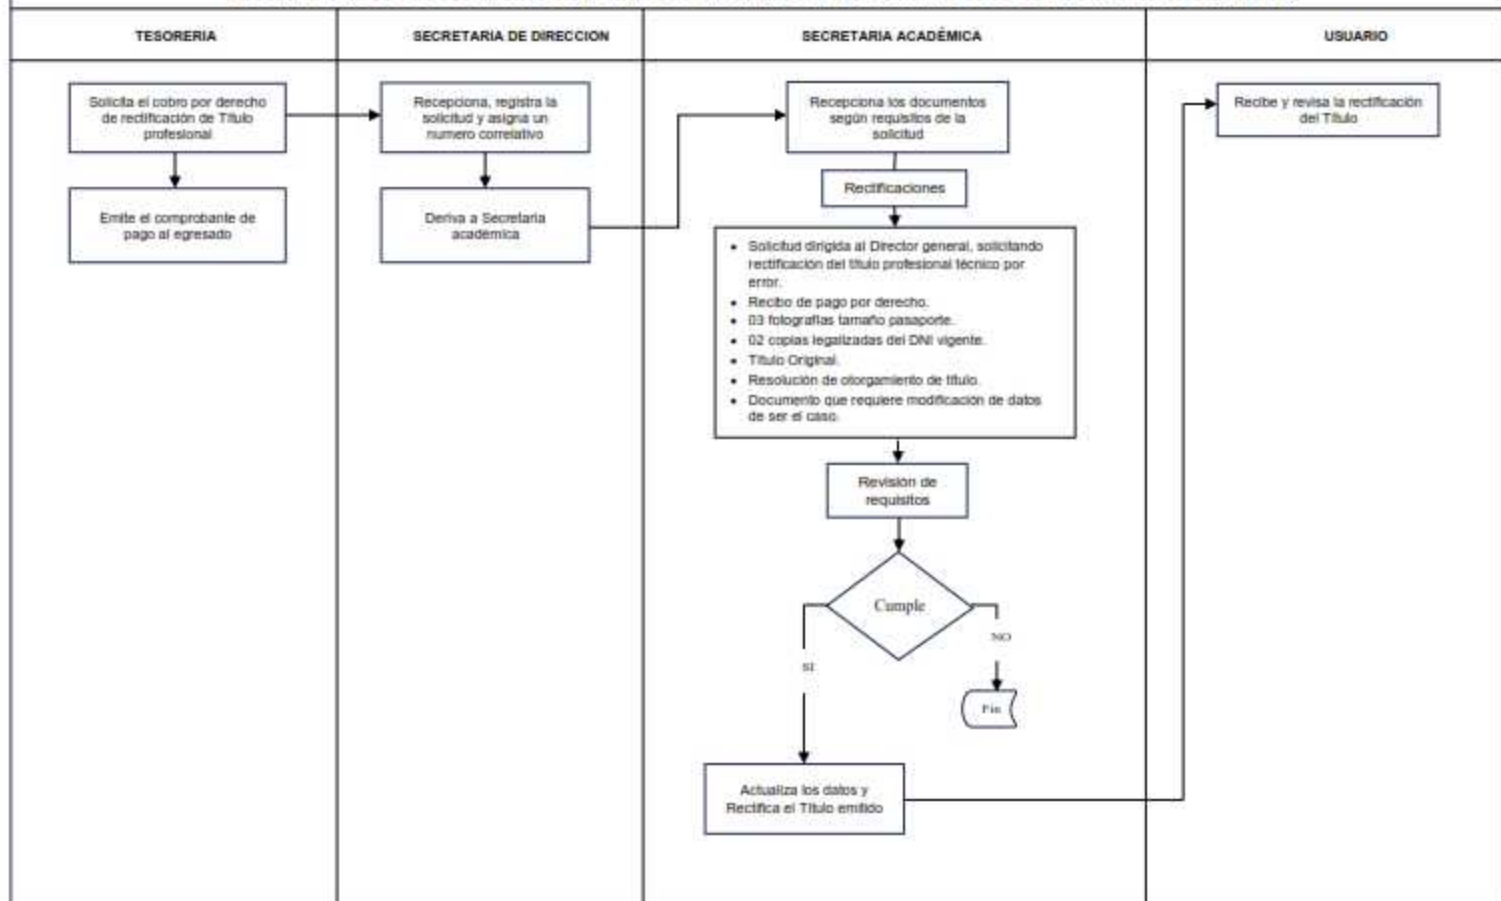 TESORERIA
SECRETARIA DE DIRECCION
SECRETARIA ACADÉMICA
USUARIO
Solicita el cobro por derecho
de rectificación de Título
profesional
Emite el comprobante de
pago al egresado
Recepciona, registra la
solicitud y asigna un
numero correlativo
Deriva a Secretaria
académica
Recepciona los documentos
según requisitos de la
solicitud
Rectificaciones
• Solicitud dirigida al Director general, solicitando
rectificación del título profesional técnico por
error.
• Recibo de pago por derecho.
• 03 fotografías tamaño pasaporte.
• 02 copias legalizadas del DNI vigente.
• Título Original.
• Resolución de otorgamiento de título.
• Documento que requiere modificación de datos
de ser el caso.
Revisión de
requisitos
Cumple
NO
SI
Fin
Actualiza los datos y
Rectifica el Título emitido
Recibe y revisa la rectificación
del Título